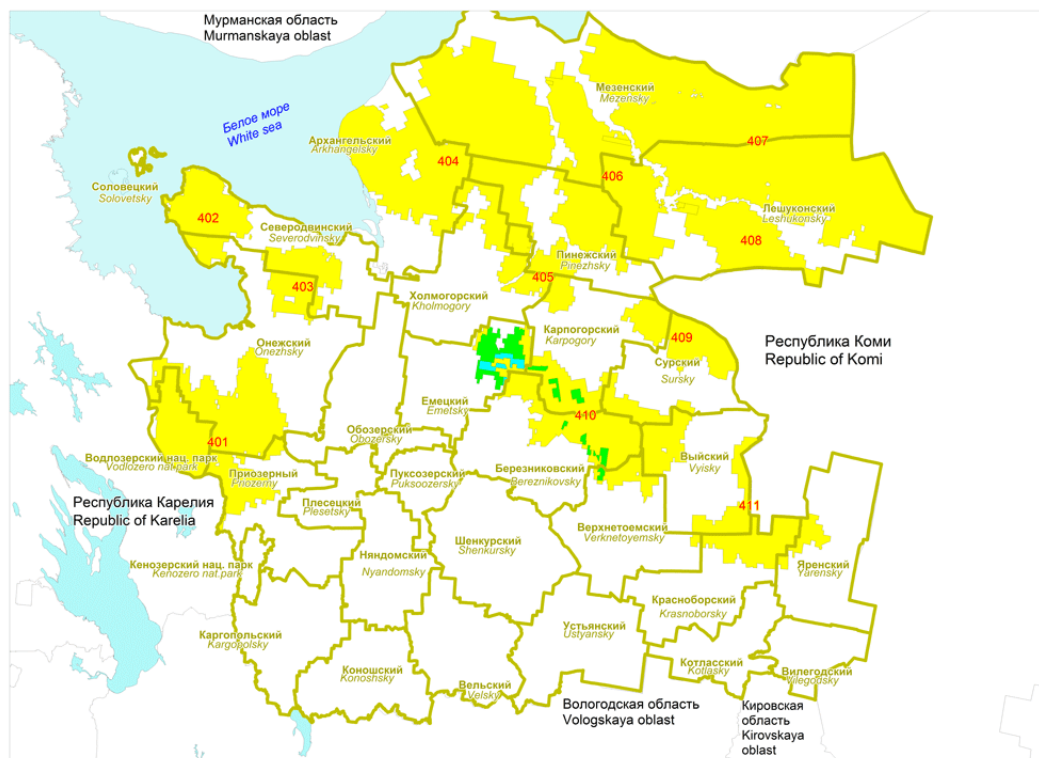 Мурманская область
Murmanskaya oblast
Белое море
White sea
Мезенский
Mezensky
Архангельский
Arkhangelsky
404
407
406
Соловецкий
Solovetsky
402
Северодвинский
Severodvinsky
Лешуконский
Leshukonsky
408
Пинежский
Pinezhsky
405
403
Холмогорский
Kholmogory
Карпогорский
Karpogory
409
Онежский
Onezhsky
Сурский
Sursky
Республика Коми
Republic of Komi
Емецкий
Emetsky
410
Обозерский
Obozersky
401
Водлозерский нац. парк
Vodlozero nat.park
Приозерный
Priozerny
Пуксозерский
Puksoozersky
Березниковский
Bereznikovsky
Выйский
Vyisky
Республика Карелия
Republic of Karelia
Плесецкий
Plesetsky
411
Верхнетоемский
Verknetoyemsky
Шенкурский
Shenkursky
Няндомский
Nyandomsky
Кенозерский нац. парк
Kenozero nat.park
Яренский
Yarensky
Красноборский
Krasnoborsky
Каргопольский
Kargopolsky
Устьянский
Ustyansky
Коношский
Konoshsky
Котласский
Kotlasky
Вилегодский
Vilegodsky
Вельский
Velsky
Вологодская область
Vologskaya oblast
Кировская
область
Kirovskaya
oblast